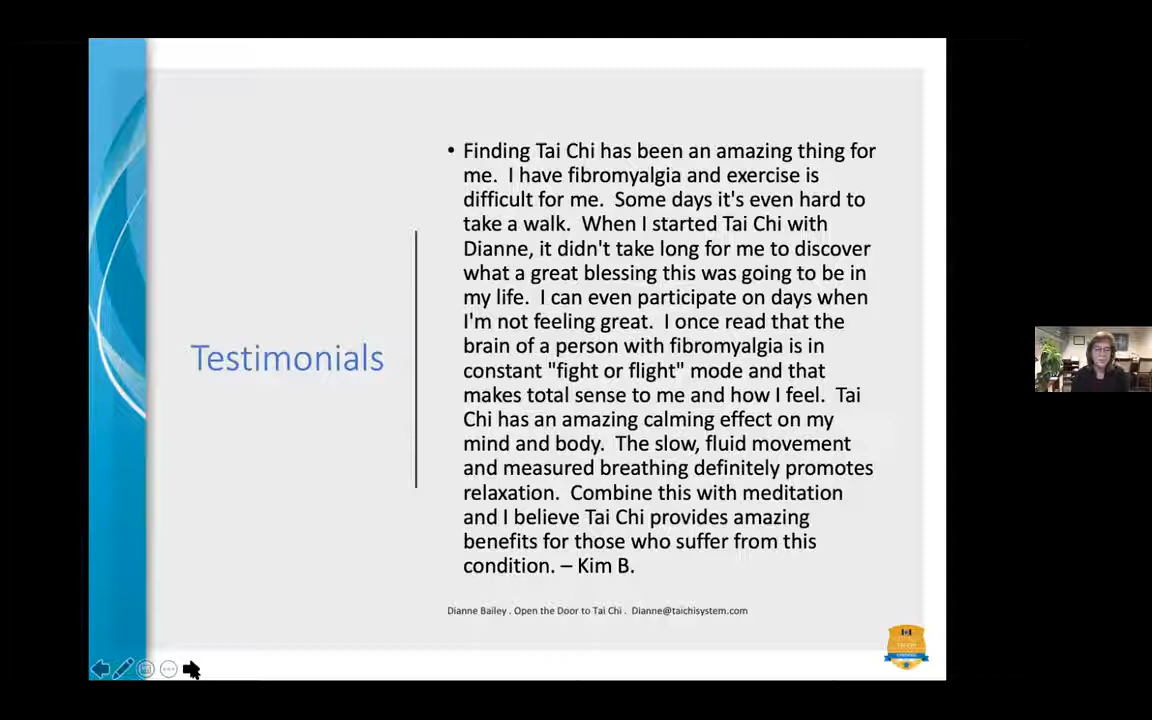 Testimonials
• Finding Tai Chi has been an amazing thing for
me.  I have fibromyalgia and exercise is
difficult for me.  Some days it's even hard to
take a walk.  When I started Tai Chi with
Dianne, it didn't take long for me to discover
what a great blessing this was going to be in
my life.  I can even participate on days when
I'm not feeling great.  I once read that the
brain of a person with fibromyalgia is in
constant "fight or flight" mode and that
makes total sense to me and how I feel.  Tai
Chi has an amazing calming effect on my
mind and body.  The slow, fluid movement
and measured breathing definitely promotes
relaxation.  Combine this with meditation
and I believe Tai Chi provides amazing
benefits for those who suffer from this
condition. – Kim B.
Dianne Bailey . Open the Door to Tai Chi .  Dianne@taichisystem.com